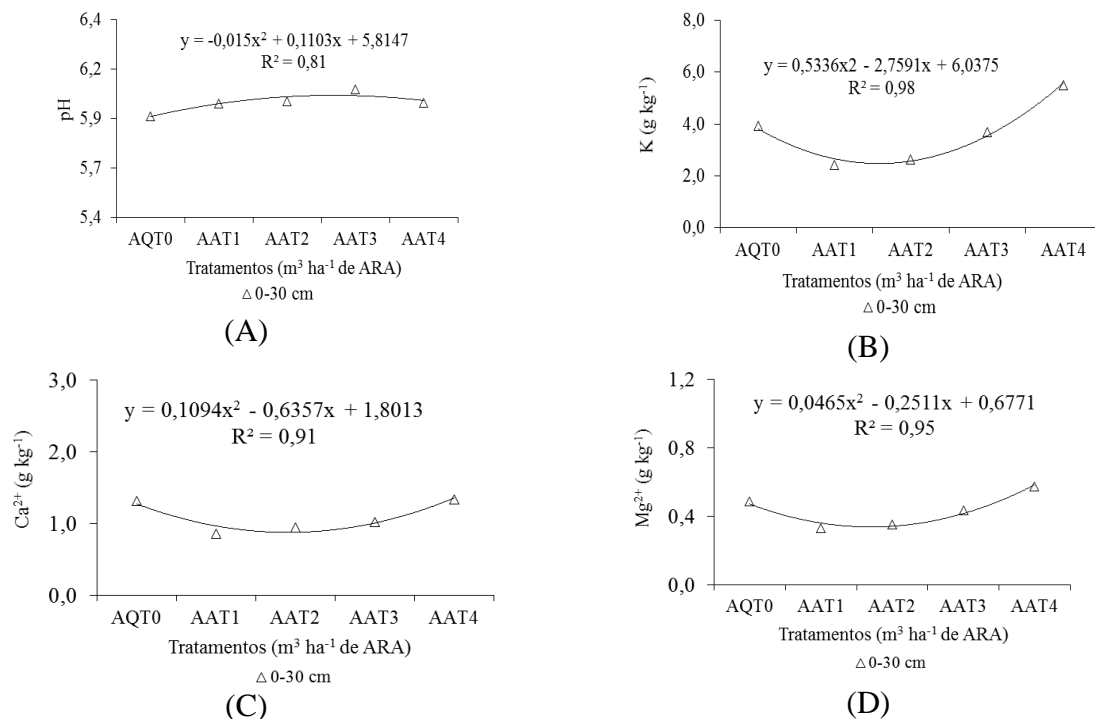 6,4
6,2
5,9
5,7
5,4
pH
y = -0,015x² + 0,1103x + 5,8147
R² = 0,81
AQT0 AAT1 AAT2 AAT3 AAT4
Tratamentos (m³ ha⁻¹ de ARA)
△ 0-30 cm
(A)
8,0
6,0
4,0
2,0
0,0
K (g kg⁻¹)
y = 0,5336x2 - 2,7591x + 6,0375
R² = 0,98
AQT0 AAT1 AAT2 AAT3 AAT4
Tratamentos (m³ ha⁻¹ de ARA)
△ 0-30 cm
(B)
3,0
2,0
1,0
0,0
Ca²⁺ (g kg⁻¹)
y = 0,1094x² - 0,6357x + 1,8013
R² = 0,91
AQT0 AAT1 AAT2 AAT3 AAT4
Tratamentos (m³ ha⁻¹ de ARA)
△ 0-30 cm
(C)
1,2
0,8
0,4
0,0
Mg²⁺ (g kg⁻¹)
y = 0,0465x² - 0,2511x + 0,6771
R² = 0,95
AQT0 AAT1 AAT2 AAT3 AAT4
Tratamentos (m³ ha⁻¹ de ARA)
△ 0-30 cm
(D)